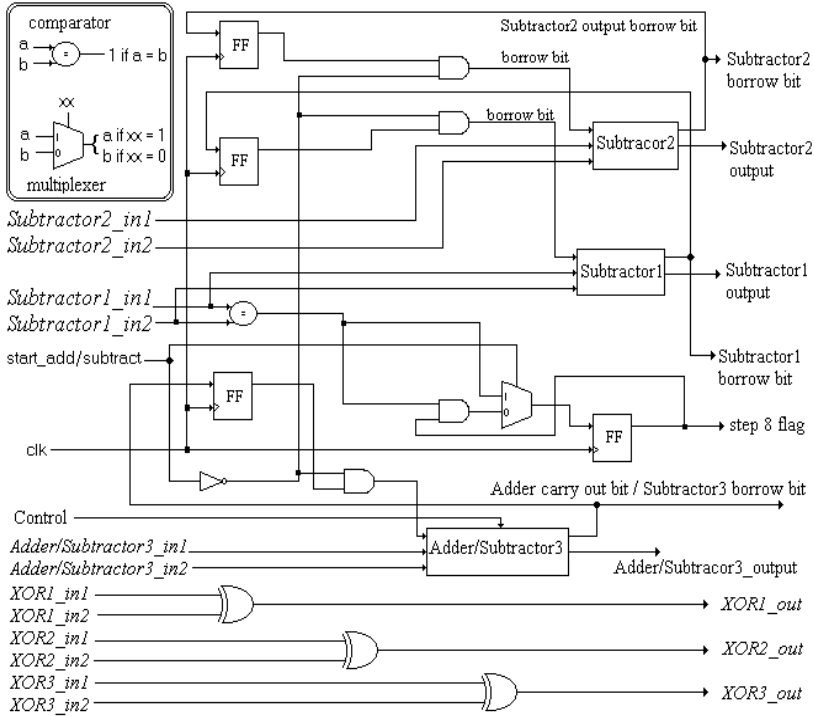 comparator
a
b
=
1 if a = b
xx
a
b
1
0
a if xx = 1
b if xx = 0
multiplexer
Subtractor2 output borrow bit
FF
borrow bit
Subtractor2
borrow bit
borrow bit
FF
Subtracor2
Subtractor2
output
Subtractor2_in1
Subtractor2_in2
Subtractor1
Subtractor1
output
Subtractor1_in1
Subtractor1_in2
=
start_add/subtract
Subtractor1
borrow bit
FF
1
0
FF
step 8 flag
clk
Adder carry out bit / Subtractor3 borrow bit
Control
Adder/Subtractor3_in1
Adder/Subtractor3_in2
Adder/Subtractor3
Adder/Subtracor3_output
XOR1_in1
XOR1_in2
XOR1_out
XOR2_in1
XOR2_in2
XOR2_out
XOR3_in1
XOR3_in2
XOR3_out